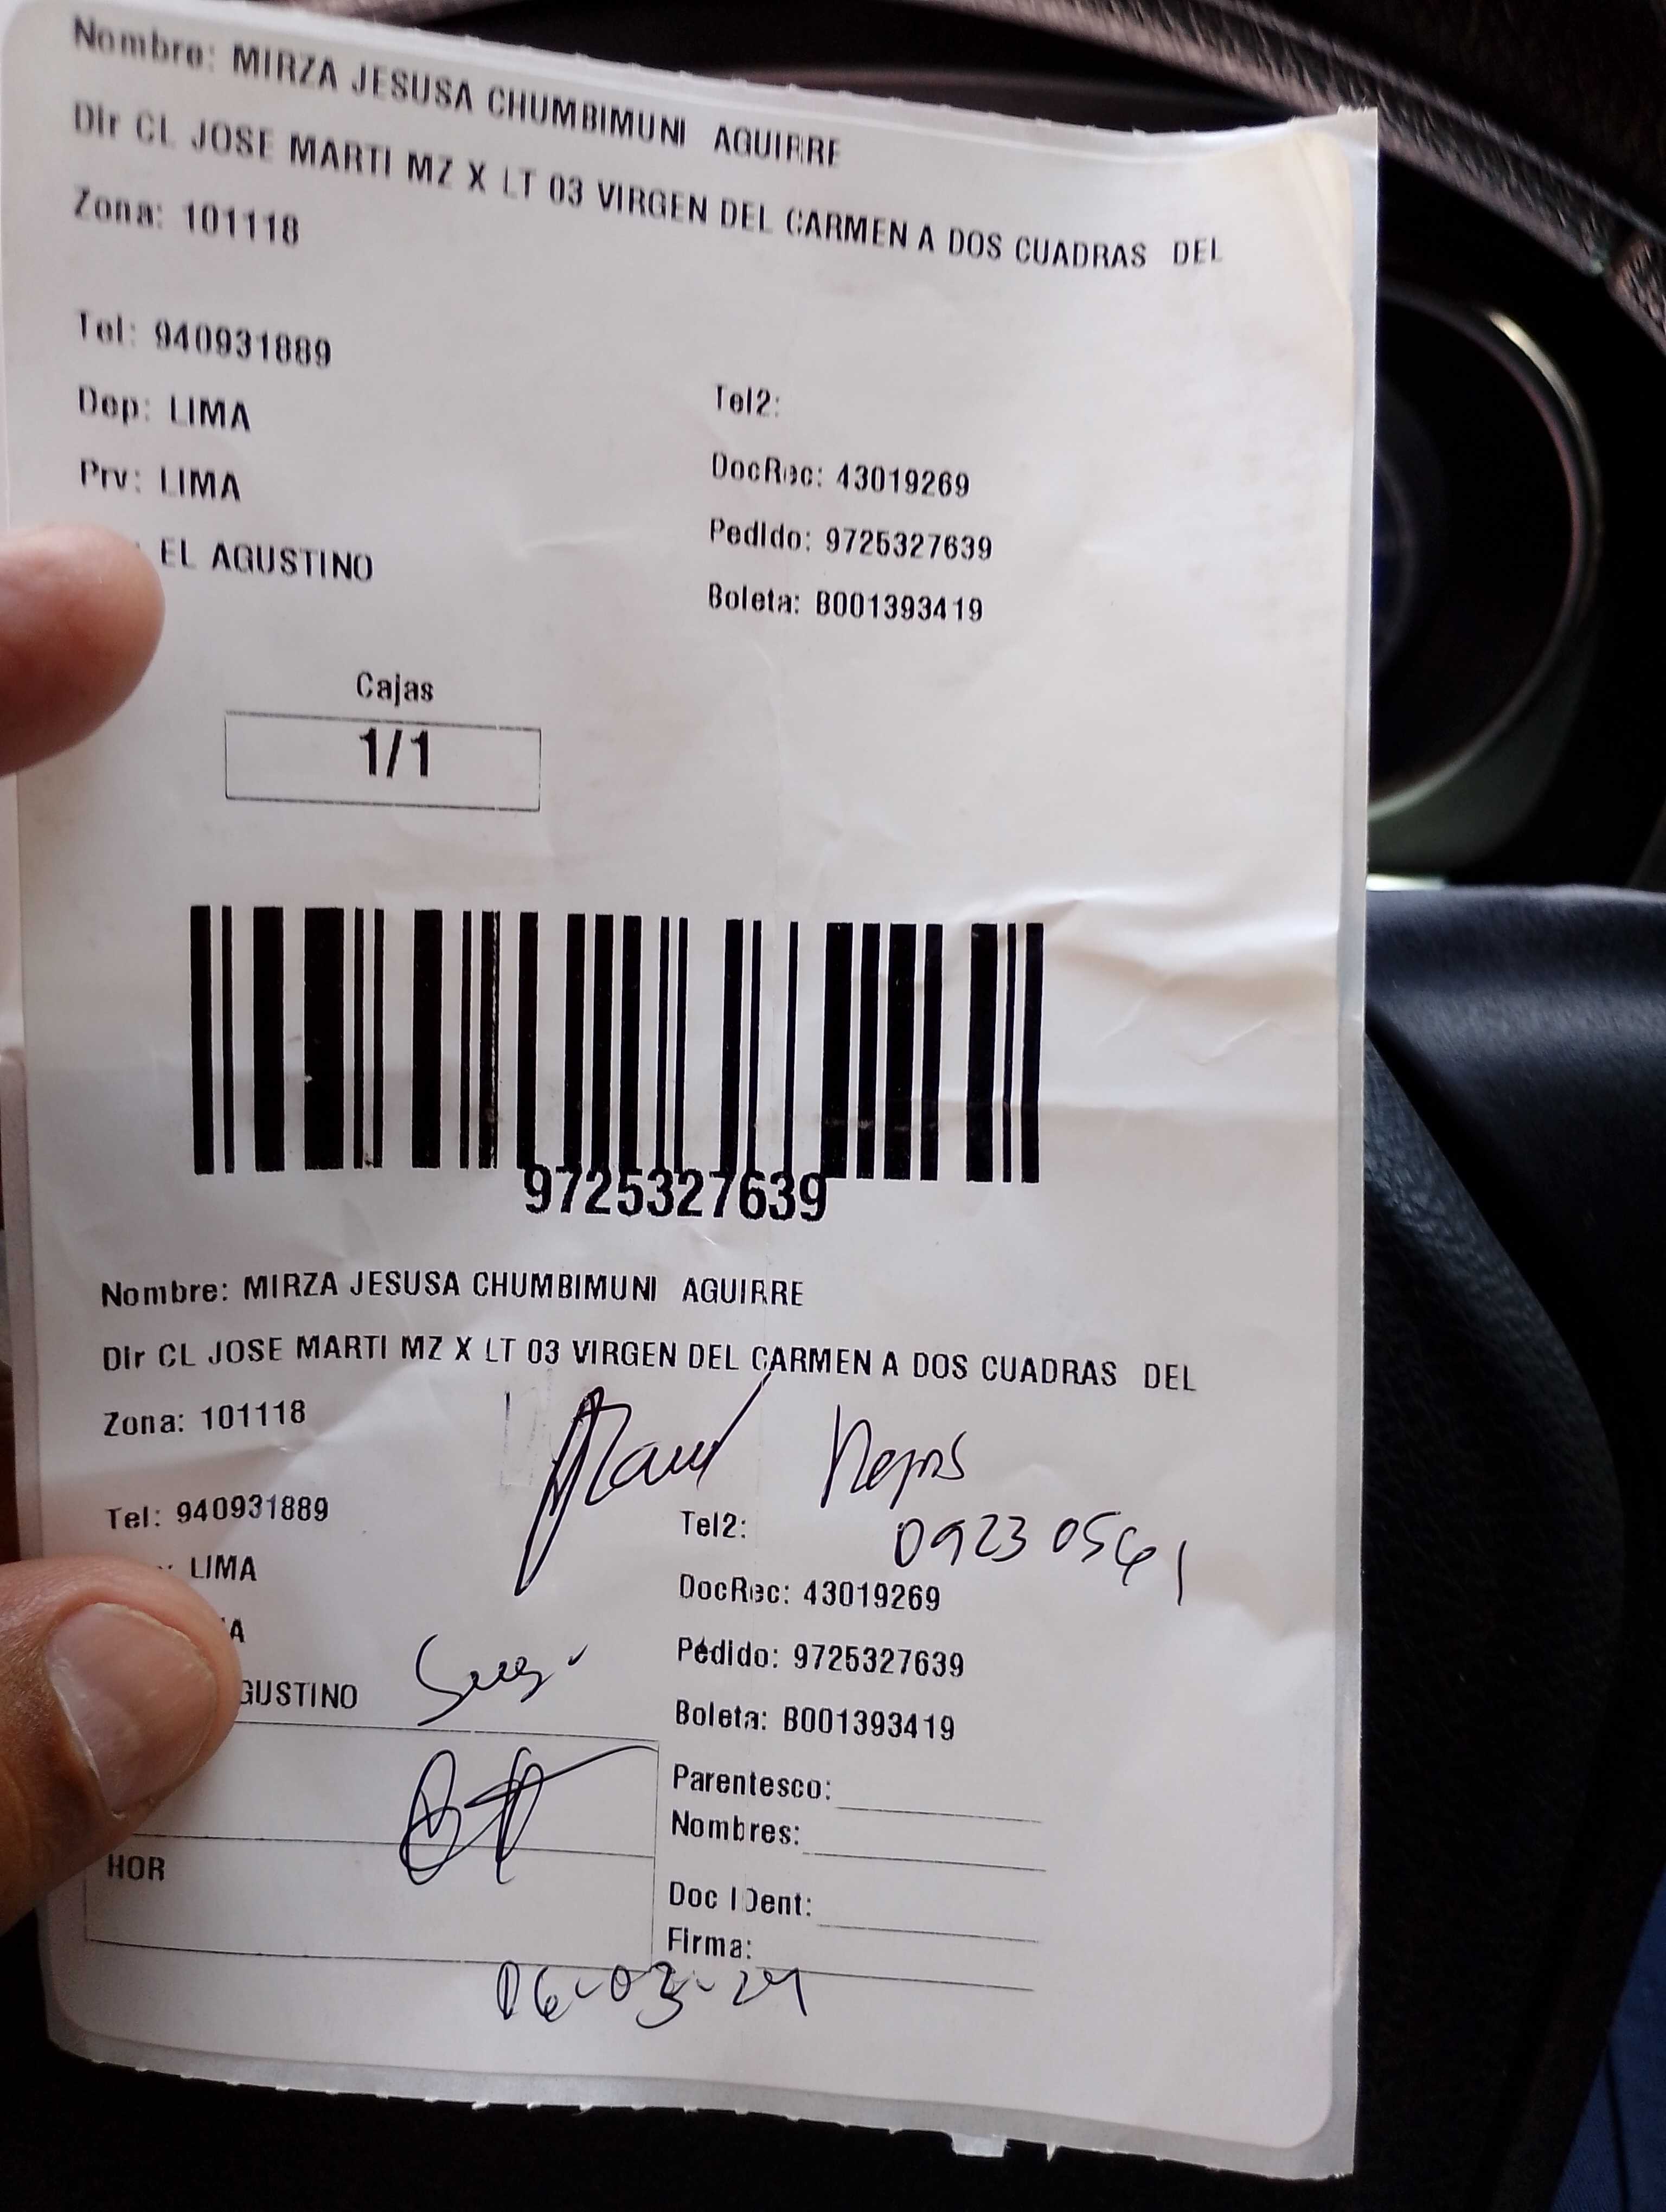 Nombre: MIRZA JESUSA CHUMBIMUNI AGUIRRE
Dir CL JOSE MARTI MZ X LT 03 VIRGEN DEL CARMEN A DOS CUADRAS DEL
Zona: 101118
Tel: 940931889
Tel2:
Dep: LIMA
DocRec: 43019269
Prv: LIMA
Pedido: 9725327639
EL AGUSTINO
Boleta: B001393419
Cajas
1/1
9725327639
Nombre: MIRZA JESUSA CHUMBIMUNI AGUIRRE
Dir CL JOSE MARTI MZ X LT 03 VIRGEN DEL CARMEN A DOS CUADRAS DEL
Zona: 101118
Tel: 940931889
Tel2:
09230561
LIMA
DocRec: 43019269
A
Pedido: 9725327639
GUSTINO
Boleta: B001393419
Parentesco:
Nombres:
HOR
Doc IDent:
Firma:
06-03-24